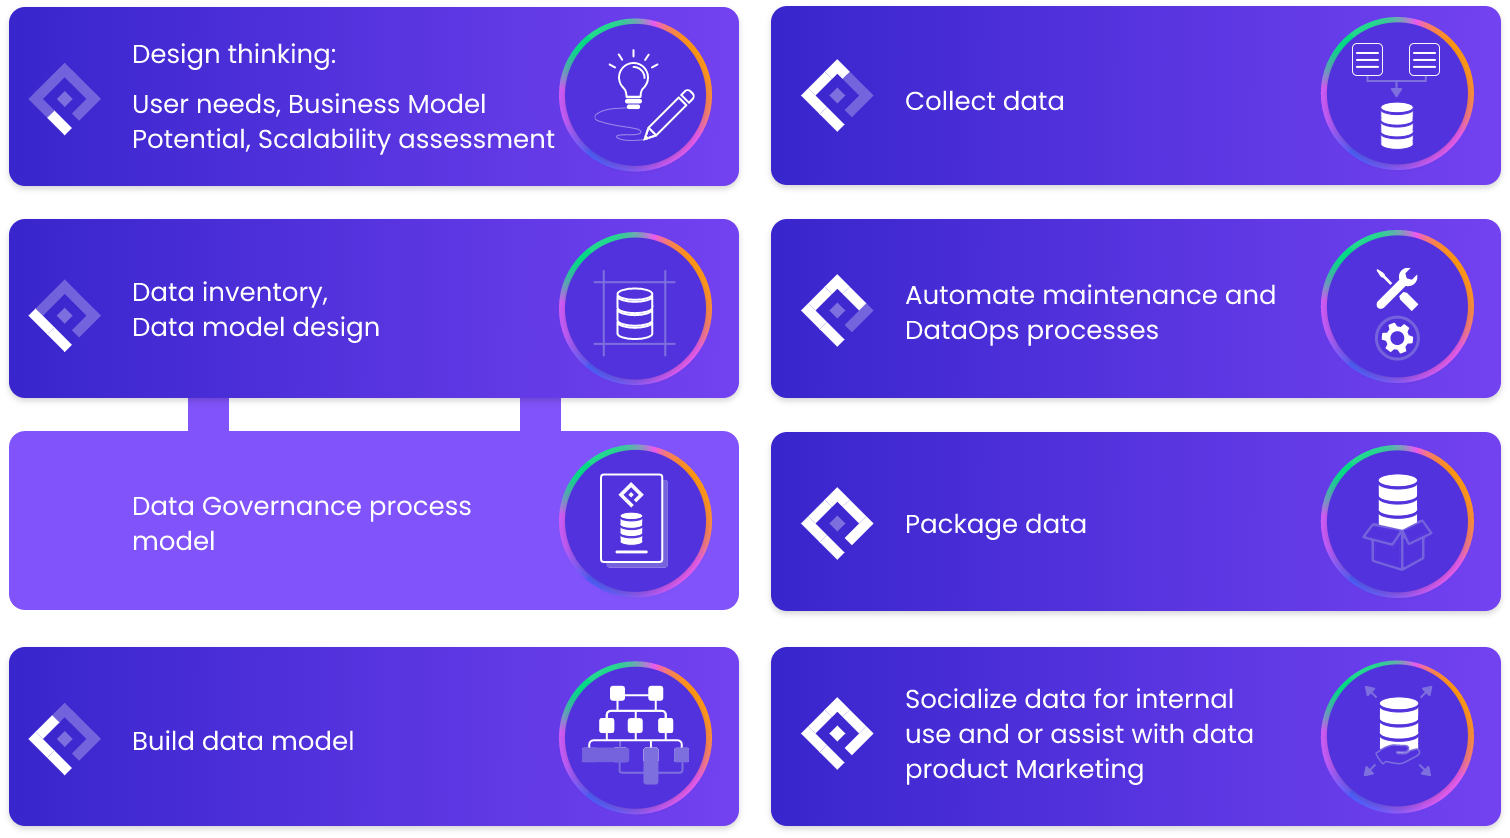 Design thinking:
User needs, Business Model
Potential, Scalability assessment
Data inventory,
Data model design
Data Governance process
model
Build data model
Collect data
Automate maintenance and
DataOps processes
Package data
Socialize data for internal
use and or assist with data
product Marketing